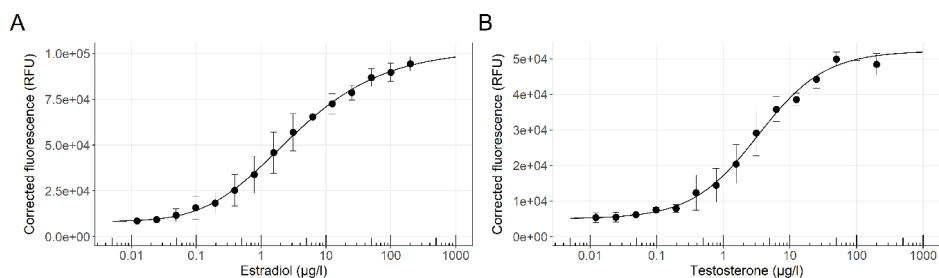 A
B
Corrected fluorescence (RFU)
1.0e+05
7.5e+04
5.0e+04
2.5e+04
0.0e+00
0.01 0.1 1 10 100 1000
Estradiol (µg/l)
Corrected fluorescence (RFU)
5e+04
4e+04
3e+04
2e+04
1e+04
0e+00
0.01 0.1 1 10 100 1000
Testosterone (µg/l)